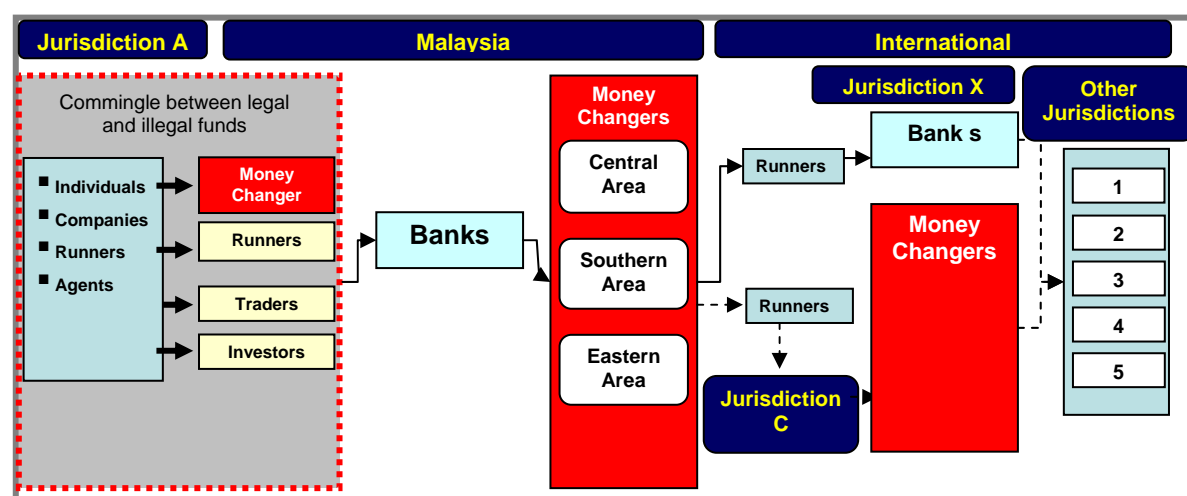 Jurisdiction A
Malaysia
International
Commingle between legal
and illegal funds
Individuals
Companies
Runners
Agents
Money
Changer
Runners
Traders
Investors
Banks
Money
Changers
Central
Area
Southern
Area
Eastern
Area
Runners
Runners
Jurisdiction
C
Jurisdiction X
Bank s
Money
Changers
Other
Jurisdictions
1
2
3
4
5